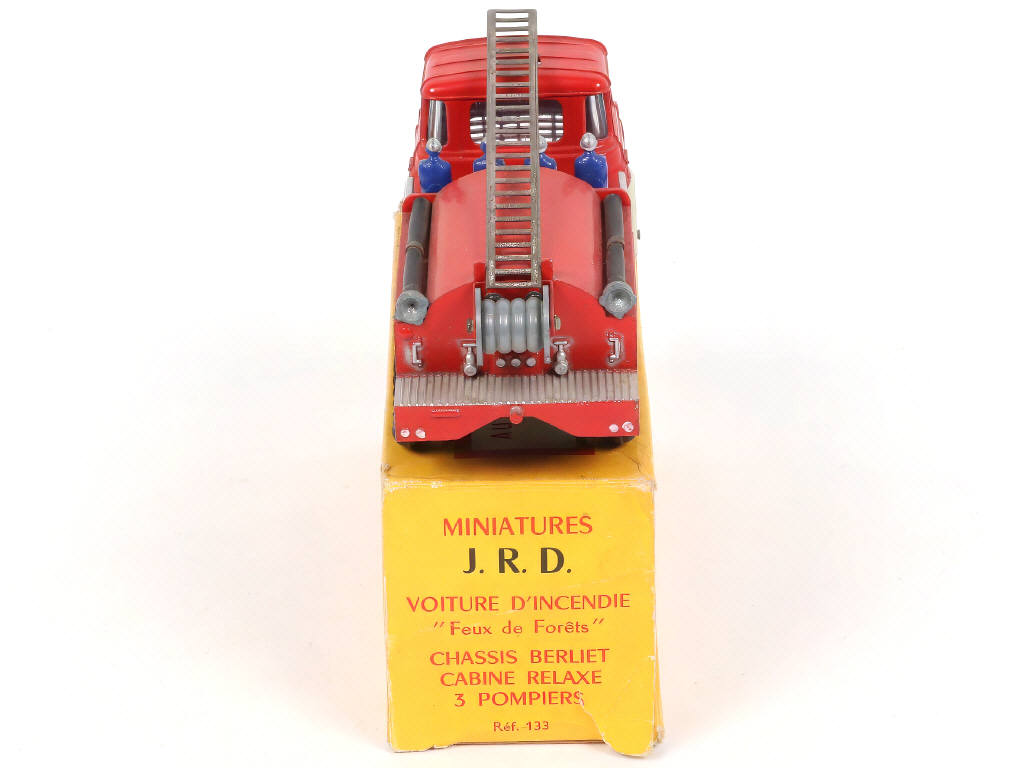 MINIATURES
J. R. D.
VOITURE D'INCENDIE
"Feux de Forêts"
CHASSIS BERLIET
CABINE RELAXE
3 POMPIERS
Réf. 133